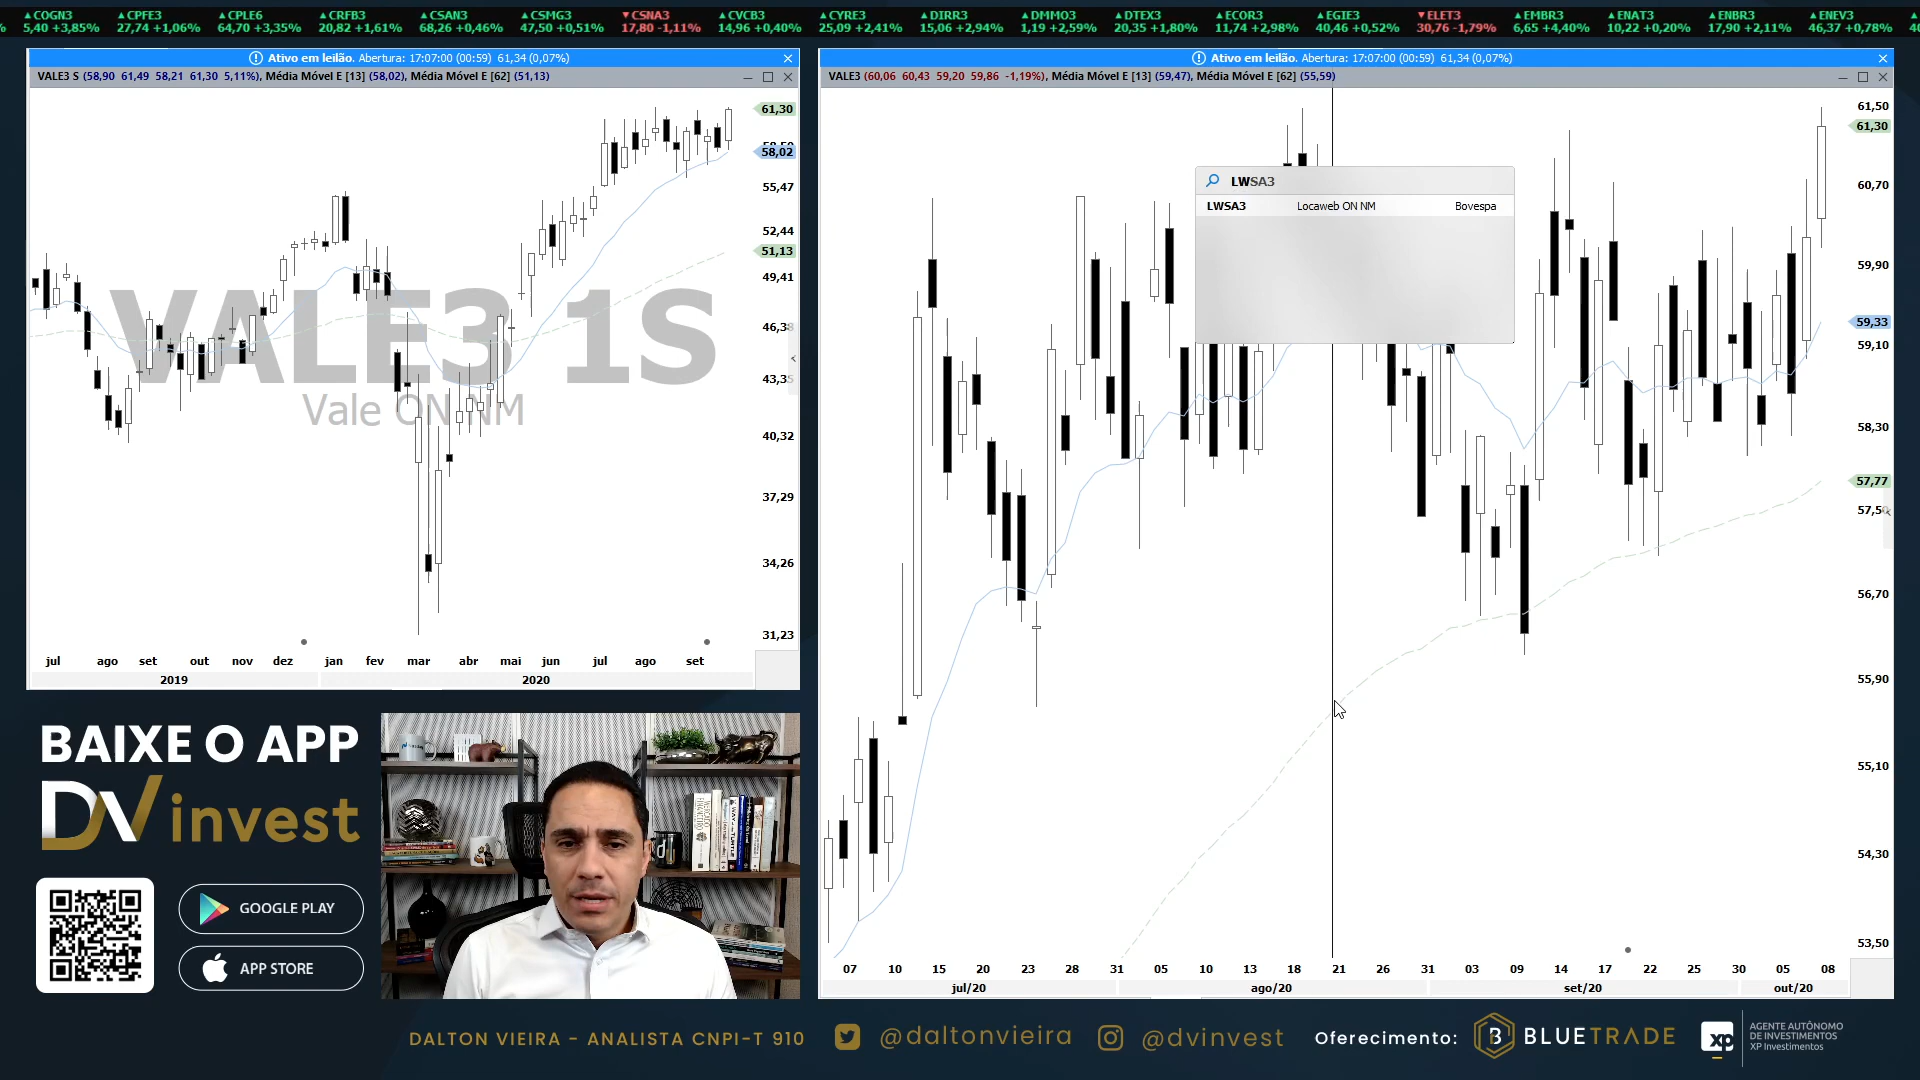 COGN3 CPFE3 CPLE6 CRFB3 CSAN3 CSMG3 CSNA3 CVCB3 CYRE3 DIRR3 DMMO3 DTEX3 ECOR3 EGIE3 ELET3 EMBR3 ENAT3 ENBR3 ENEV3
5,40 +3,85% 27,74 +1,06% 64,70 +3,35% 20,82 +1,61% 68,26 +0,46% 47,50 +0,51% 17,80 -1,11% 14,96 +0,40% 25,09 +2,41% 15,06 +2,94% 1,19 +2,59% 20,35 +1,80% 11,74 +2,98% 40,46 +0,52% 30,76 -1,79% 6,65 +4,40% 10,22 +0,20% 17,90 +2,11% 46,37 +0,78%
Ativo em leilão. Abertura: 17:07:00 (00:59) 61,34 (0,07%)
VALE3 S (58,90 61,49 58,21 61,30 5,11%), Média Móvel E [13] (58,02), Média Móvel E [62] (51,13)
61,30
58,02
55,47
52,44
51,13
49,41
46,38
43,35
40,32
37,29
34,26
31,23
VALE3 1S
Vale ON NM
jul ago set out nov dez jan fev mar abr mai jun jul ago set
2019 2020
Ativo em leilão. Abertura: 17:07:00 (00:59) 61,34 (0,07%)
VALE3 (60,06 60,43 59,20 59,86 -1,19%), Média Móvel E [13] (59,47), Média Móvel E [62] (55,59)
LWSA3
LWSA3 Locaweb ON NM Bovespa
61,50
61,30
60,70
59,90
59,33
59,10
58,30
57,77
57,50
56,70
55,90
55,10
54,30
53,50
07 10 15 20 23 28 31 05 10 13 18 21 26 31 03 09 14 17 22 25 30 05 08
jul/20 ago/20 set/20 out/20
BAIXE O APP
DV invest
GOOGLE PLAY
APP STORE
DALTON VIEIRA - ANALISTA CNPI-T 910 @daltonvieira @dvinvest Oferecimento: BLUETRADE
xp AGENTE AUTÔNOMO
DE INVESTIMENTOS
XP Investimentos